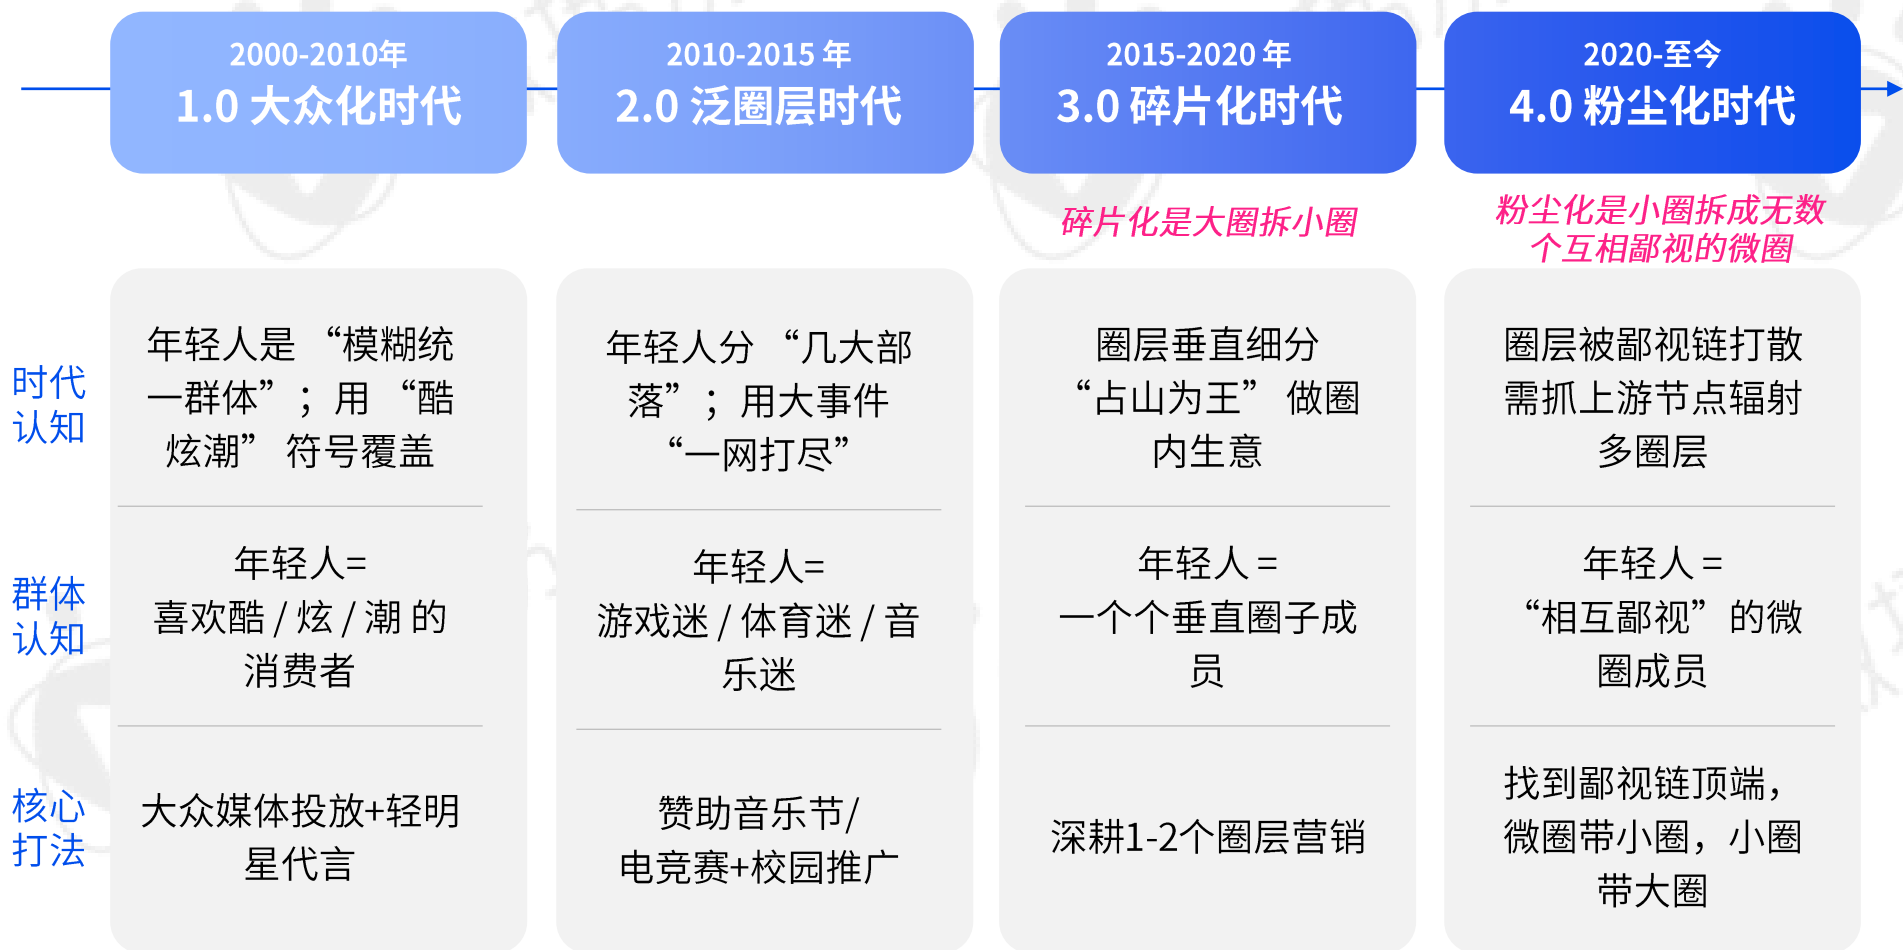 2000-2010年
1.0 大众化时代
2010-2015 年
2.0 泛圈层时代
2015-2020 年
3.0 碎片化时代
2020-至今
4.0 粉尘化时代
碎片化是大圈拆小圈
粉尘化是小圈拆成无数
个互相鄙视的微圈
时代
认知
年轻人是 “模糊统
一群体”；用 “酷
炫潮” 符号覆盖
年轻人分 “几大部
落”；用大事件
“一网打尽”
圈层垂直细分
“占山为王” 做圈
内生意
圈层被鄙视链打散
需抓上游节点辐射
多圈层
群体
认知
年轻人=
喜欢酷 / 炫 / 潮 的
消费者
年轻人=
游戏迷 / 体育迷 / 音
乐迷
年轻人 =
一个个垂直圈子成
员
年轻人 =
“相互鄙视”的微
圈成员
核心
打法
大众媒体投放+轻明
星代言
赞助音乐节/
电竞赛+校园推广
深耕1-2个圈层营销
找到鄙视链顶端，
微圈带小圈，小圈
带大圈